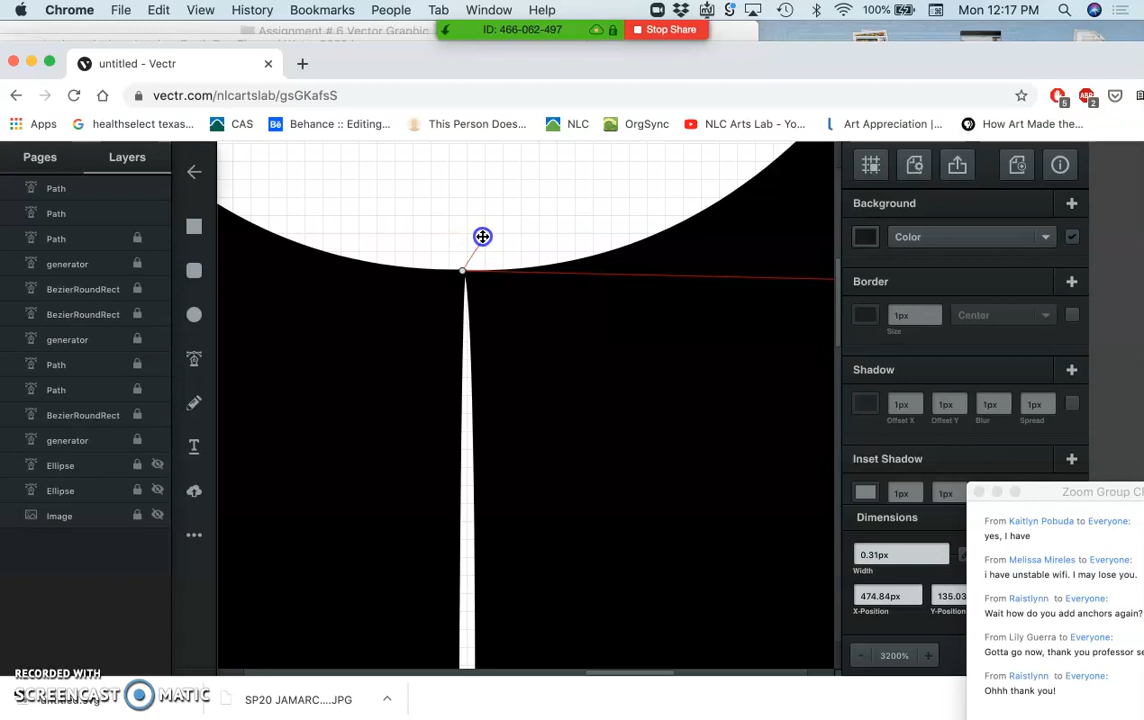 Chrome File Edit View History Bookmarks People Tab Window Help 100% Mon 12:17 PM
Assignment # 6 Vector Graphic
ID: 466-062-497 Stop Share
untitled - Vectr
vectr.com/nlcartslab/gsGKafsS
5 2
Apps healthselect texas... CAS Behance :: Editing... This Person Does... NLC OrgSync NLC Arts Lab - Yo... Art Appreciation |... How Art Made the...
Pages Layers
Path
Path
Path
generator
BezierRoundRect
BezierRoundRect
generator
Path
Path
BezierRoundRect
generator
Ellipse
Ellipse
Image
T
Background
Color
Border
1px Center
Size
Shadow
1px 1px 1px 1px
Offset X Offset Y Blur Spread
Inset Shadow
1px 1px
Dimensions
0.31px
Width
474.84px 135.03
X-Position Y-Position
- 3200% +
Zoom Group Ch
From Kaitlyn Pobuda to Everyone:
yes, I have
From Melissa Mireles to Everyone:
i have unstable wifi. I may lose you.
From Raistlynn to Everyone:
Wait how do you add anchors again?
From Lily Guerra to Everyone:
Gotta go now, thank you professor se
From Raistlynn to Everyone:
Ohhh thank you!
RECORDED WITH
SCREENCAST MATIC
untitled.svg SP20 JAMARC....JPG